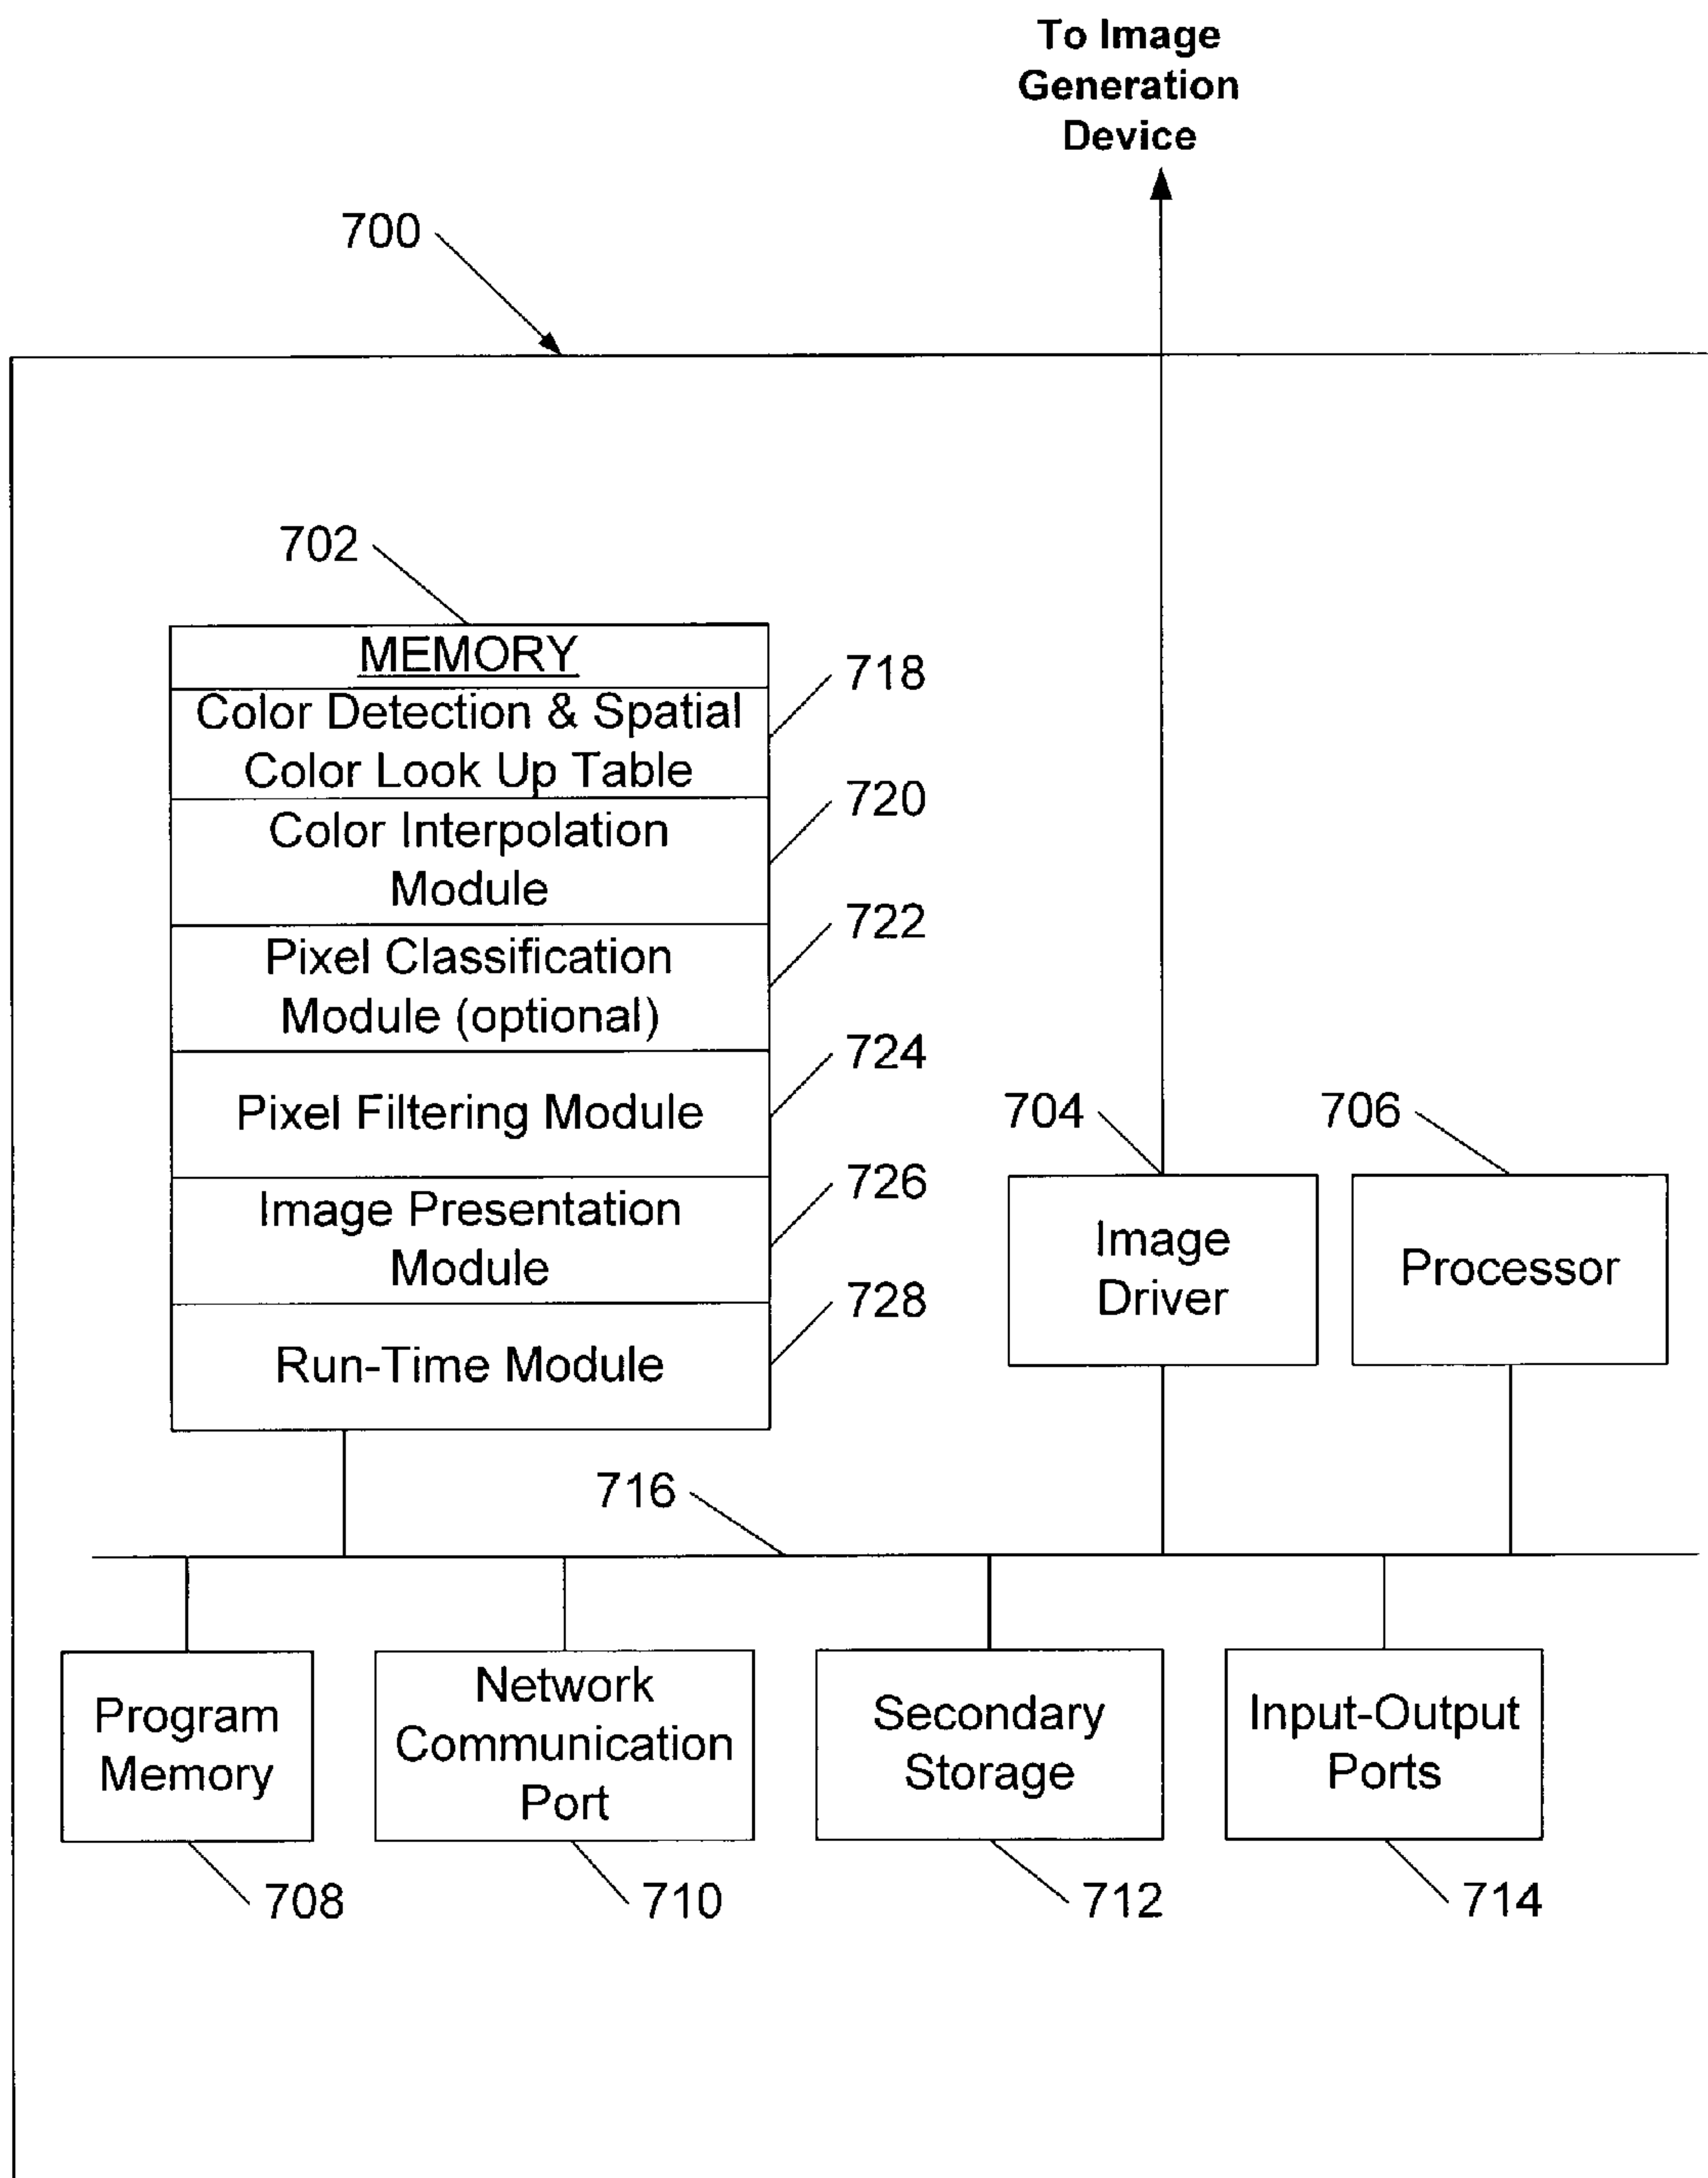 To Image
Generation
Device
700
702
MEMORY
718
Color Detection & Spatial
Color Look Up Table
720
Color Interpolation
Module
722
Pixel Classification
Module (optional)
724
Pixel Filtering Module
704
706
726
Image Presentation
Module
Image
Driver
Processor
728
Run-Time Module
716
Program
Memory
Network
Communication
Port
Secondary
Storage
Input-Output
Ports
708
710
712
714